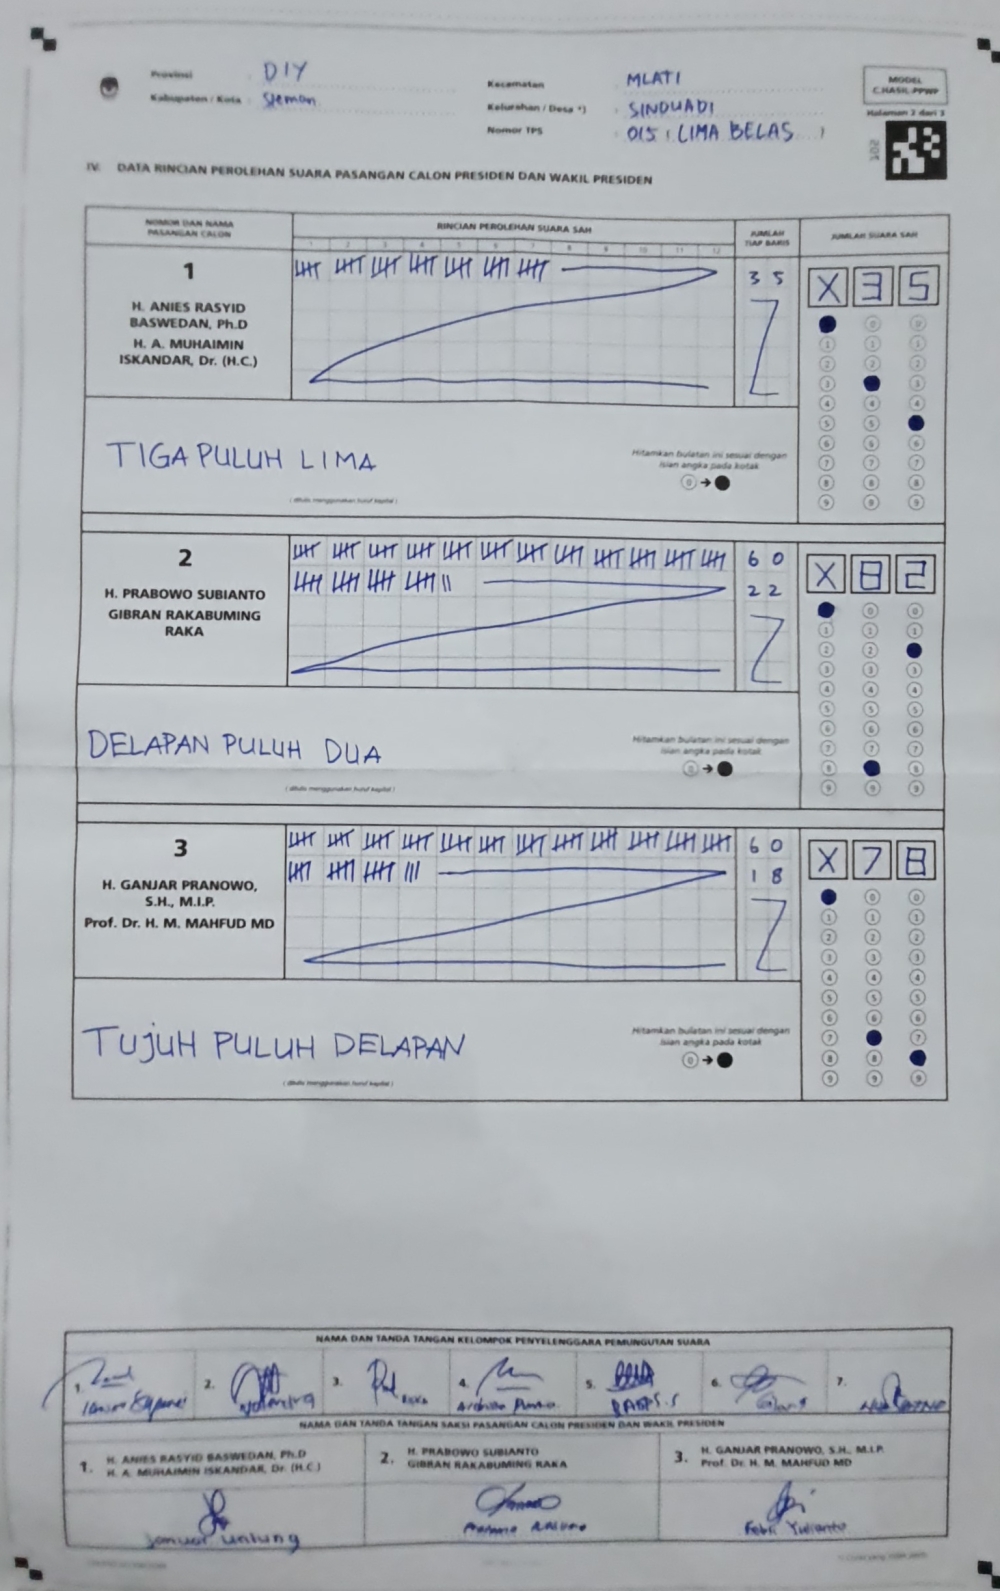 Provinsi : DIY
Kabupaten / Kota : Sleman
Kecamatan : MLATI
Kelurahan / Desa *) : SINDUADI
Nomor TPS : 015 ( LIMA BELAS )
MODEL
C.HASIL-PPWP
Halaman 2 dari 3
IV. DATA RINCIAN PEROLEHAN SUARA PASANGAN CALON PRESIDEN DAN WAKIL PRESIDEN
NOMOR DAN NAMA
PASANGAN CALON
RINCIAN PEROLEHAN SUARA SAH
1 2 3 4 5 6 7 8 9 10 11 12
JUMLAH
TIAP BARIS
JUMLAH SUARA SAH
1
H. ANIES RASYID
BASWEDAN, Ph.D
H. A. MUHAIMIN
ISKANDAR, Dr. (H.C.)
35
X 3 5
TIGA PULUH LIMA
(ditulis menggunakan huruf kapital)
Hitamkan bulatan ini sesuai dengan
isian angka pada kotak
2
H. PRABOWO SUBIANTO
GIBRAN RAKABUMING
RAKA
60
22
X 8 2
DELAPAN PULUH DUA
(ditulis menggunakan huruf kapital)
Hitamkan bulatan ini sesuai dengan
isian angka pada kotak
3
H. GANJAR PRANOWO,
S.H., M.I.P.
Prof. Dr. H. M. MAHFUD MD
60
18
X 7 8
TUJUH PULUH DELAPAN
(ditulis menggunakan huruf kapital)
Hitamkan bulatan ini sesuai dengan
isian angka pada kotak
NAMA DAN TANDA TANGAN KELOMPOK PENYELENGGARA PEMUNGUTAN SUARA
1. 2. 3. 4. 5. 6. 7.
NAMA DAN TANDA TANGAN SAKSI PASANGAN CALON PRESIDEN DAN WAKIL PRESIDEN
1. H. ANIES RASYID BASWEDAN, Ph.D
H. A. MUHAIMIN ISKANDAR, Dr. (H.C.)
2. H. PRABOWO SUBIANTO
GIBRAN RAKABUMING RAKA
3. H. GANJAR PRANOWO, S.H., M.I.P.
Prof. Dr. H. M. MAHFUD MD
Januar Untung
Febri Yulianto